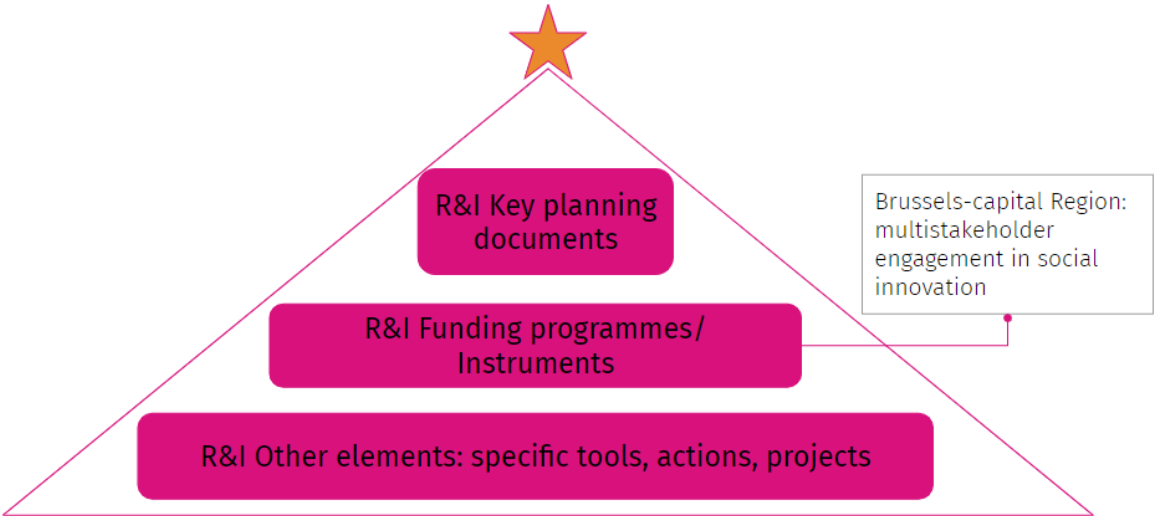 R&I Key planning
documents
Brussels-capital Region:
multistakeholder
engagement in social
innovation
R&I Funding programmes/
Instruments
R&I Other elements: specific tools, actions, projects